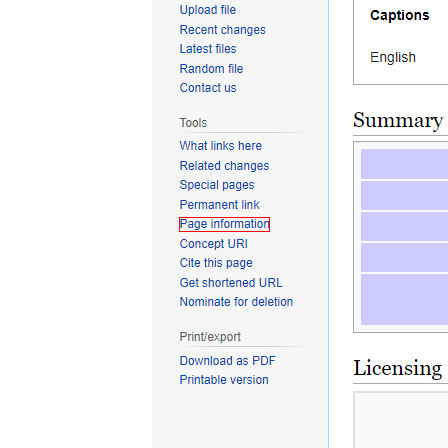 Upload file
Recent changes
Latest files
Random file
Contact us
Tools
What links here
Related changes
Special pages
Permanent link
Page information
Concept URI
Cite this page
Get shortened URL
Nominate for deletion
Print/export
Download as PDF
Printable version
Captions
English
Summary
Licensing